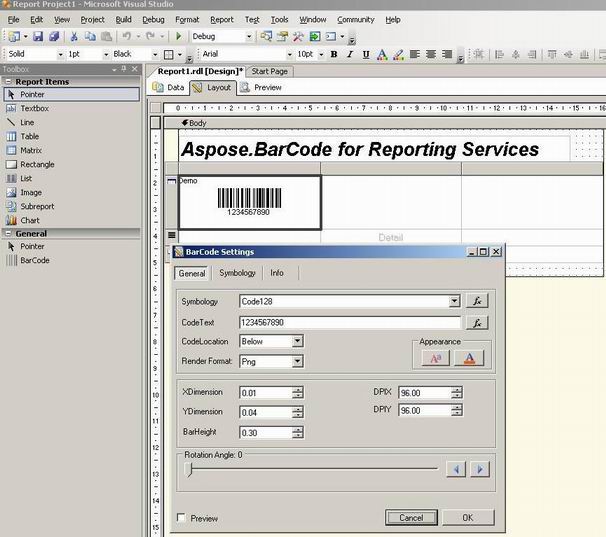 Report Project1 - Microsoft Visual Studio
File Edit View Project Build Debug Format Report Test Tools Window Community Help
Debug
Solid 1pt Black Arial 10pt B I U
Toolbox
Report1.rdl [Design]* Start Page
Report Items
Data Layout Preview
Pointer
Textbox
Line
Table
Matrix
Rectangle
List
Image
Subreport
Chart
General
Pointer
BarCode
Body
Aspose.BarCode for Reporting Services
Demo
1234567890
Detail
BarCode Settings
General Symbology Info
Symbology Code128 fx
CodeText 1234567890 fx
CodeLocation Below Appearance
Render Format: Png Aa A
XDimension 0.01 DPIX 96.00
YDimension 0.04 DPIY 96.00
BarHeight 0.30
Rotation Angle: 0
Preview Cancel OK